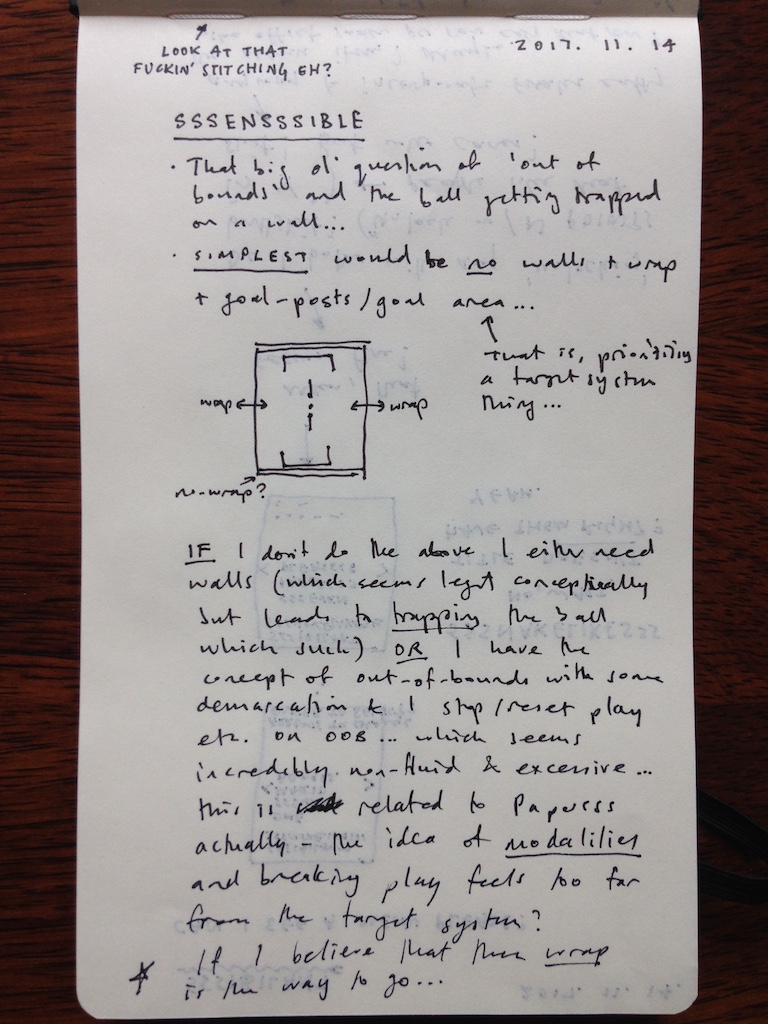 LOOK AT THAT
FUCKIN' STITCHING EH?
2017. 11. 14
SSSENSSSIBLE
· That big ol' question of 'out of
bounds' and the ball getting trapped
on a wall...
· SIMPLEST would be no walls + wrap
+ goal-posts/goal area...
That is, prioritizing
a target system
thing...
wrap
wrap
no-wrap?
IF I don't do the above I either need
walls (which seems legit conceptually
but leads to trapping the ball
which such) OR I have the
concept of out-of-bounds with some
demarcation & I stop/reset play
etc. on OOB... which seems
incredibly non-fluid & excessive...
this is related to Papers
actually - the idea of modalities
and breaking play feels too far
from the target system?
If I believe that then wrap
is the way to go...